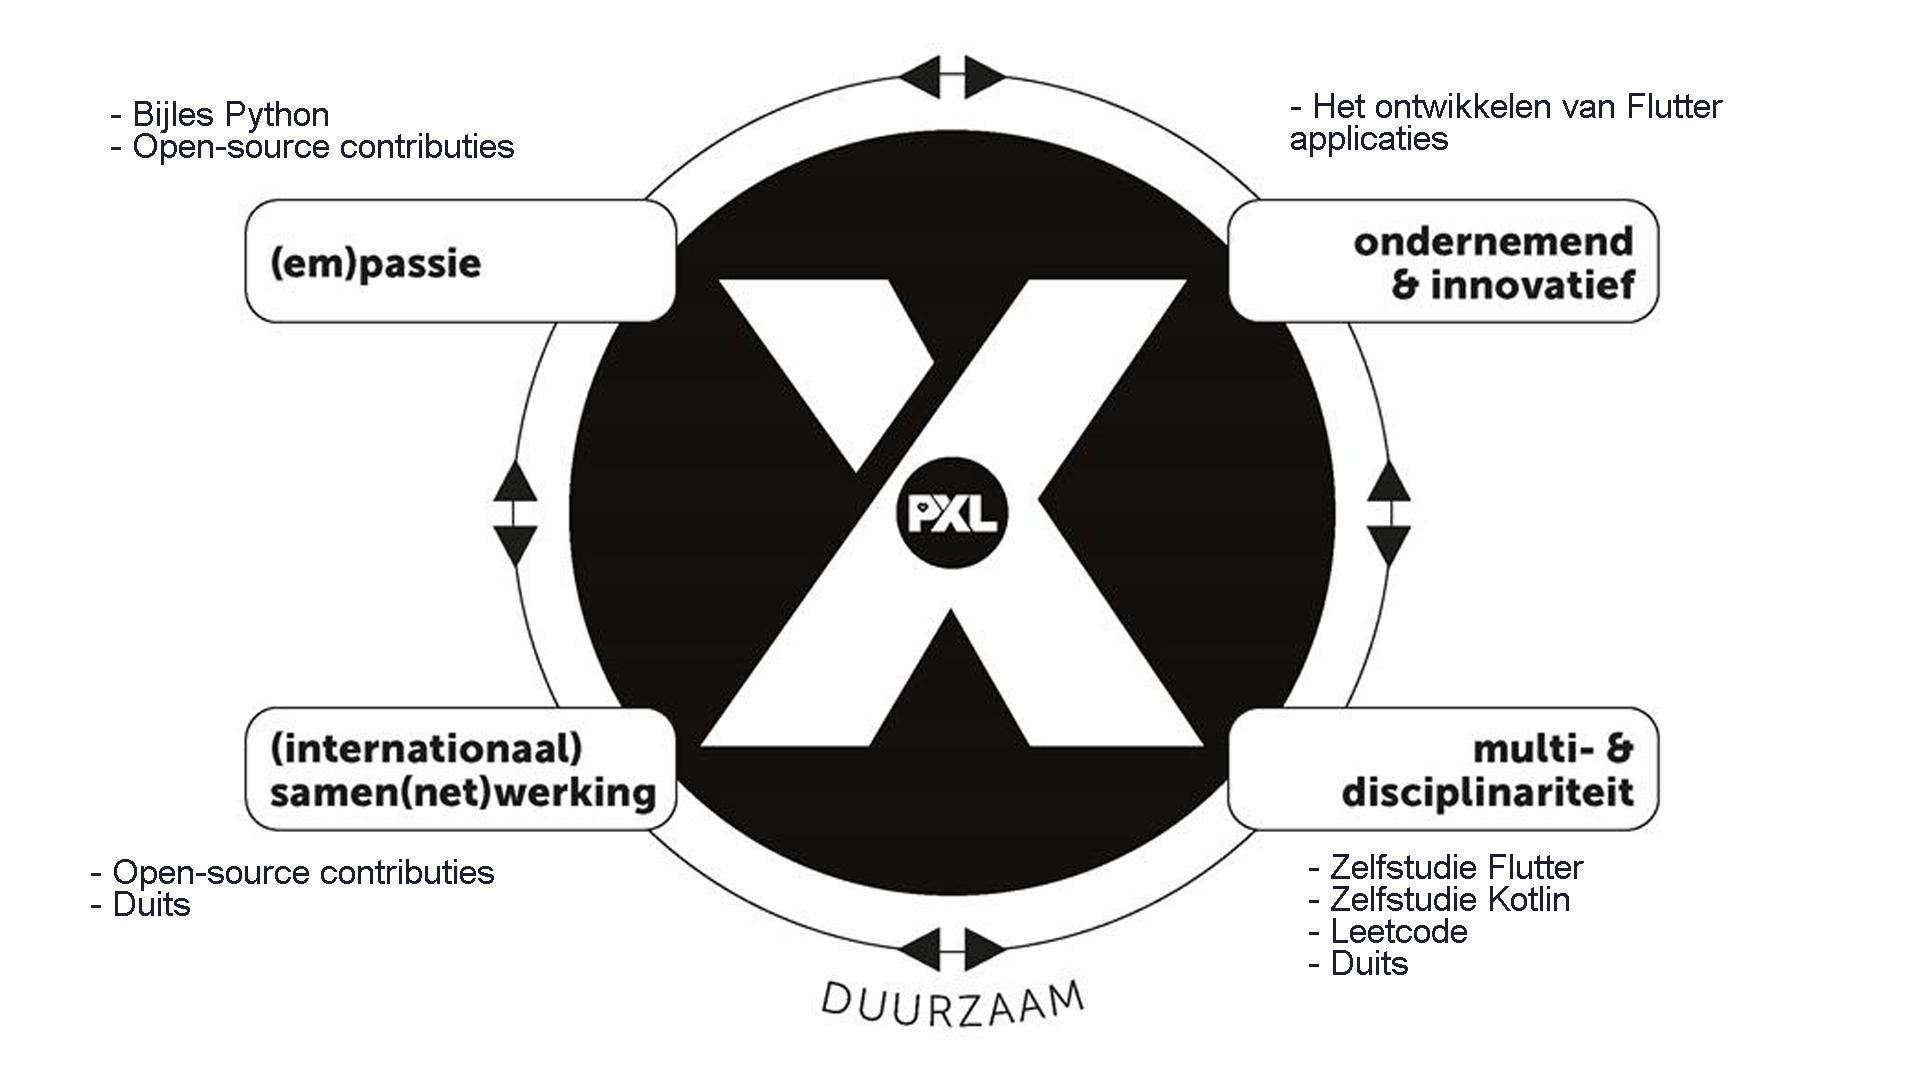 - Bijles Python
- Open-source contributies
- Het ontwikkelen van Flutter
applicaties
(em)passie
ondernemend
& innovatief
PXL
(internationaal)
samen(net)werking
multi- &
disciplinariteit
- Open-source contributies
- Duits
- Zelfstudie Flutter
- Zelfstudie Kotlin
- Leetcode
- Duits
DUURZAAM